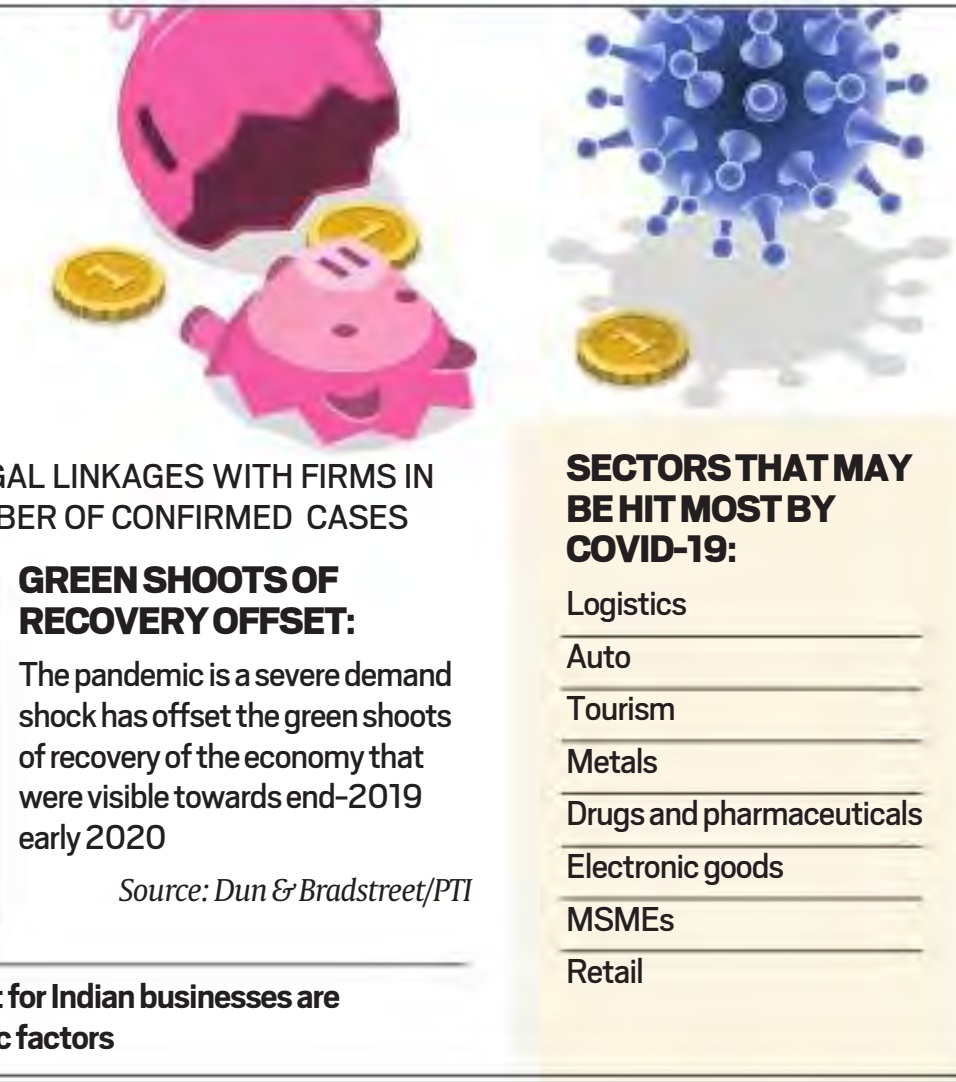 LINKAGES WITH FIRMS IN
OF CONFIRMED CASES
GREEN SHOOTS OF
RECOVERY OFFSET:
The pandemic is a severe demand
shock has offset the green shoots
of recovery of the economy that
were visible towards end-2019
early 2020
Source: Dun & Bradstreet/PTI
for Indian businesses are
factors
SECTORS THAT MAY
BE HIT MOST BY
COVID-19:
Logistics
Auto
Tourism
Metals
Drugs and pharmaceuticals
Electronic goods
MSMEs
Retail